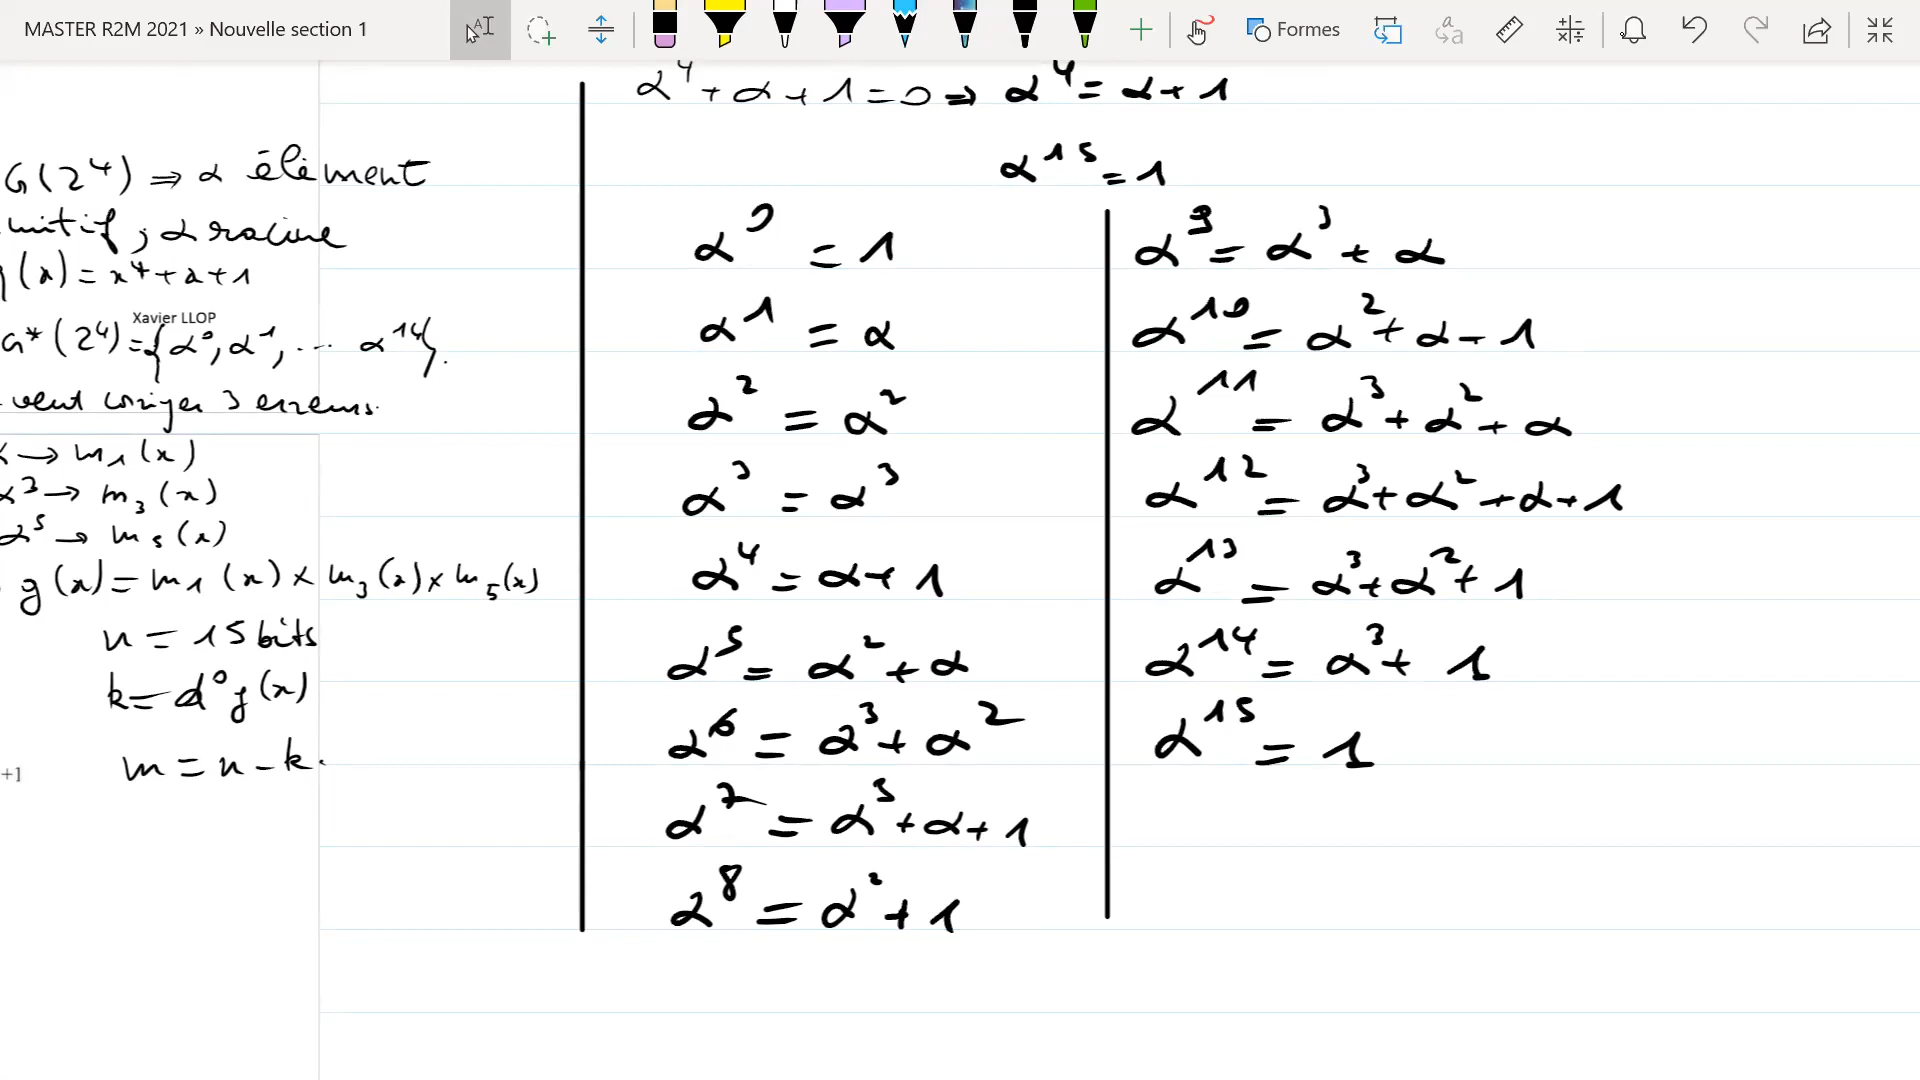 MASTER R2M 2021 » Nouvelle section 1
Formes
G(2⁴) ⇒ α élément
mitif, α racine
(x) = x⁴ + x + 1
Xavier LLOP
G*(2⁴) = {α⁰, α¹, ... α¹⁴}.
veut corriger 3 erreurs.
α → m₁(x)
α³ → m₃(x)
α⁵ → m₅(x)
g(x) = m₁(x) × m₃(x) × m₅(x)
n = 15 bits
k = d° g(x)
m = n - k.
+1]
α⁴ + α + 1 = 0 ⇒ α⁴ = α + 1
α¹⁵ = 1
α⁰ = 1
α¹ = α
α² = α²
α³ = α³
α⁴ = α + 1
α⁵ = α² + α
α⁶ = α³ + α²
α⁷ = α³ + α + 1
α⁸ = α² + 1
α⁹ = α³ + α
α¹⁰ = α² + α + 1
α¹¹ = α³ + α² + α
α¹² = α³ + α² + α + 1
α¹³ = α³ + α² + 1
α¹⁴ = α³ + 1
α¹⁵ = 1